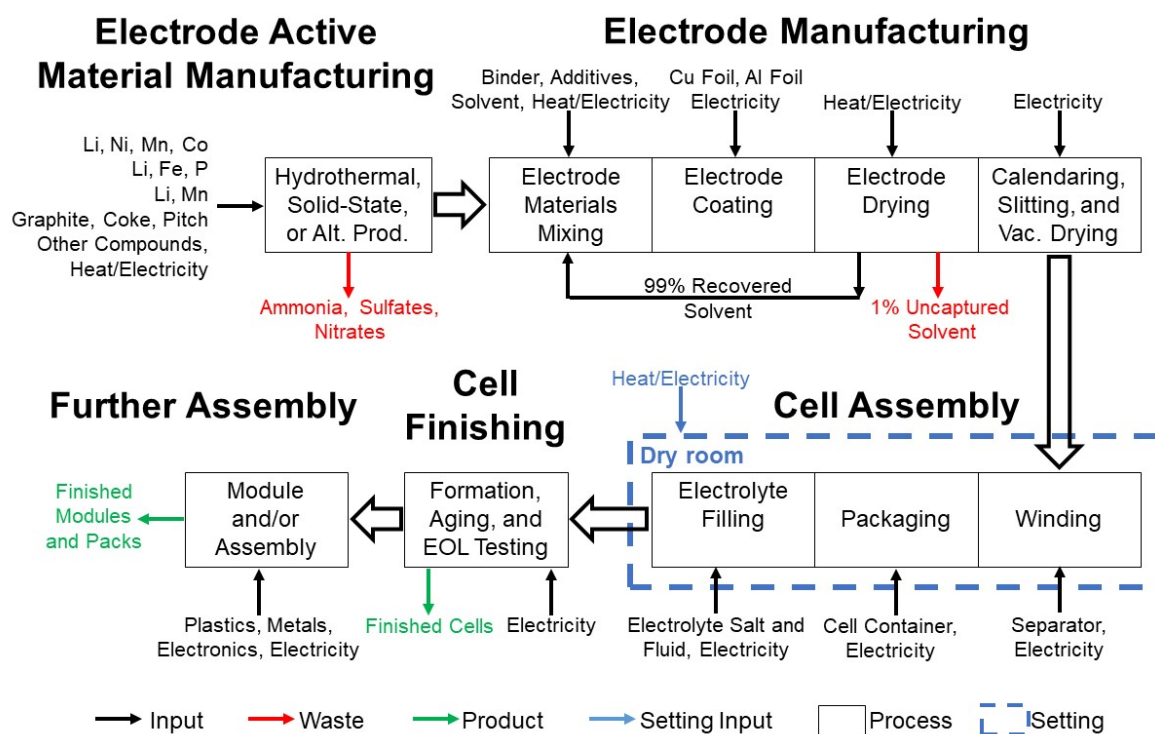 Electrode Active
Material Manufacturing
Electrode Manufacturing
Binder, Additives,
Solvent, Heat/Electricity
Cu Foil, Al Foil
Electricity
Heat/Electricity
Electricity
Li, Ni, Mn, Co
Li, Fe, P
Li, Mn
Graphite, Coke, Pitch
Other Compounds,
Heat/Electricity
Hydrothermal,
Solid-State,
or Alt. Prod.
Electrode
Materials
Mixing
Electrode
Coating
Electrode
Drying
Calendaring,
Slitting, and
Vac. Drying
Ammonia, Sulfates,
Nitrates
99% Recovered
Solvent
1% Uncaptured
Solvent
Further Assembly
Cell
Finishing
Heat/Electricity
Cell Assembly
Dry room
Finished
Modules
and Packs
Module
and/or
Assembly
Formation,
Aging, and
EOL Testing
Electrolyte
Filling
Packaging
Winding
Plastics, Metals,
Electronics, Electricity
Finished Cells
Electricity
Electrolyte Salt and
Fluid, Electricity
Cell Container,
Electricity
Separator,
Electricity
Input
Waste
Product
Setting Input
Process
Setting